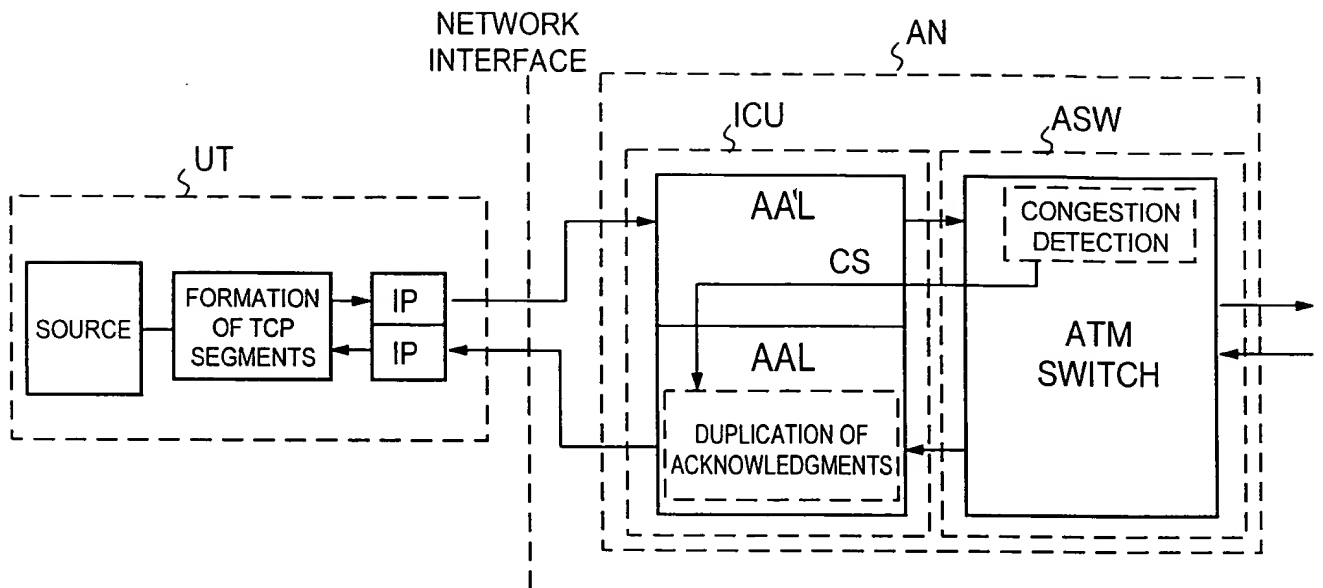 NETWORK
INTERFACE
AN
UT
ICU
ASW
SOURCE
FORMATION
OF TCP
SEGMENTS
IP
IP
AA'L
CS
AAL
DUPLICATION OF
ACKNOWLEDGMENTS
CONGESTION
DETECTION
ATM
SWITCH